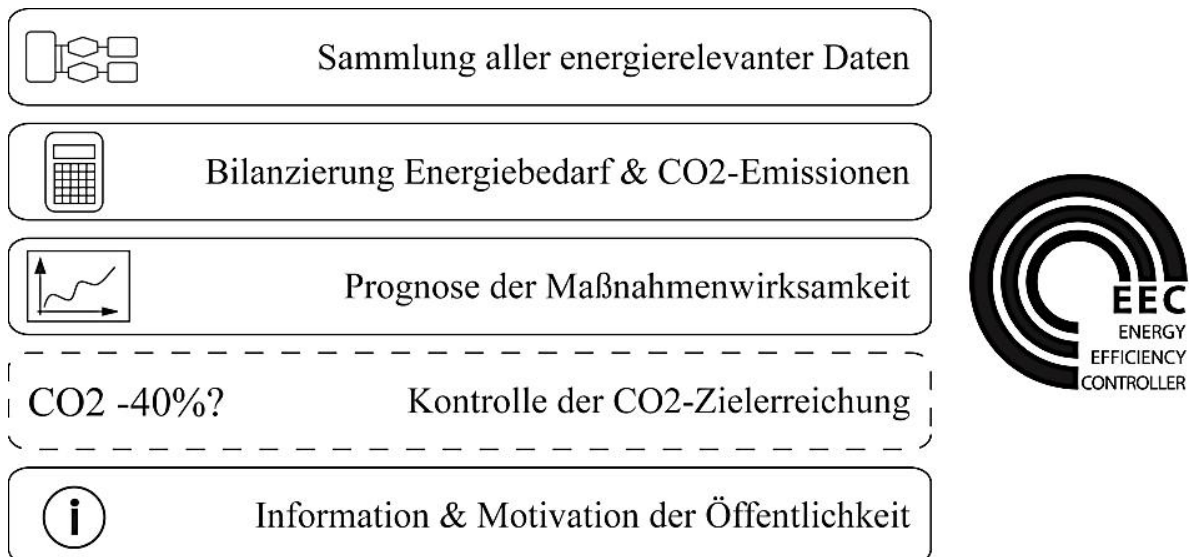 Sammlung aller energierelevanter Daten
Bilanzierung Energiebedarf & CO2-Emissionen
Prognose der Maßnahmenwirksamkeit
CO2 -40%? Kontrolle der CO2-Zielerreichung
i Information & Motivation der Öffentlichkeit
EEC
ENERGY
EFFICIENCY
CONTROLLER